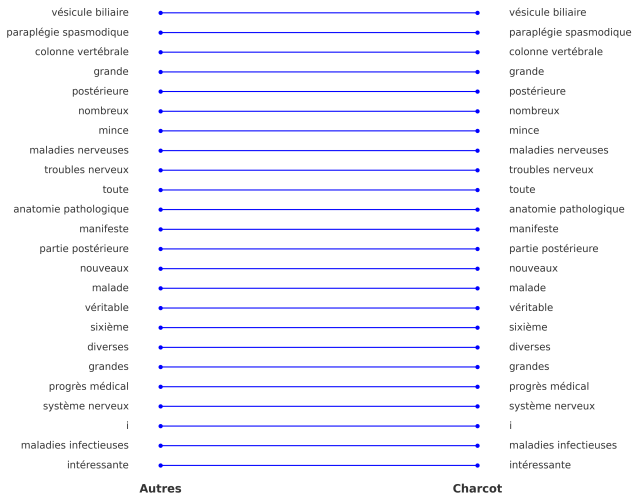 vésicule biliaire vésicule biliaire
paraplégie spasmodique paraplégie spasmodique
colonne vertébrale colonne vertébrale
grande grande
postérieure postérieure
nombreux nombreux
mince mince
maladies nerveuses maladies nerveuses
troubles nerveux troubles nerveux
toute toute
anatomie pathologique anatomie pathologique
manifeste manifeste
partie postérieure partie postérieure
nouveaux nouveaux
malade malade
véritable véritable
sixième sixième
diverses diverses
grandes grandes
progrès médical progrès médical
système nerveux système nerveux
i i
maladies infectieuses maladies infectieuses
intéressante intéressante
Autres Charcot